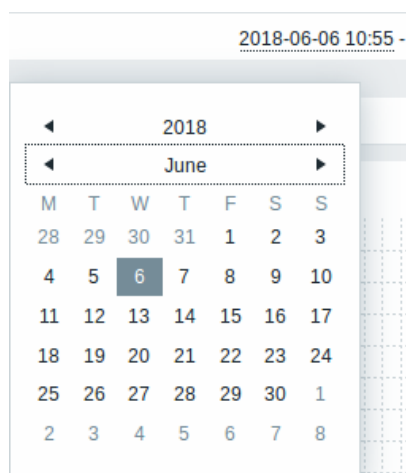 2018-06-06 10:55 -
2018
June
M T W T F S S
28 29 30 31 1 2 3
4 5 6 7 8 9 10
11 12 13 14 15 16 17
18 19 20 21 22 23 24
25 26 27 28 29 30 1
2 3 4 5 6 7 8